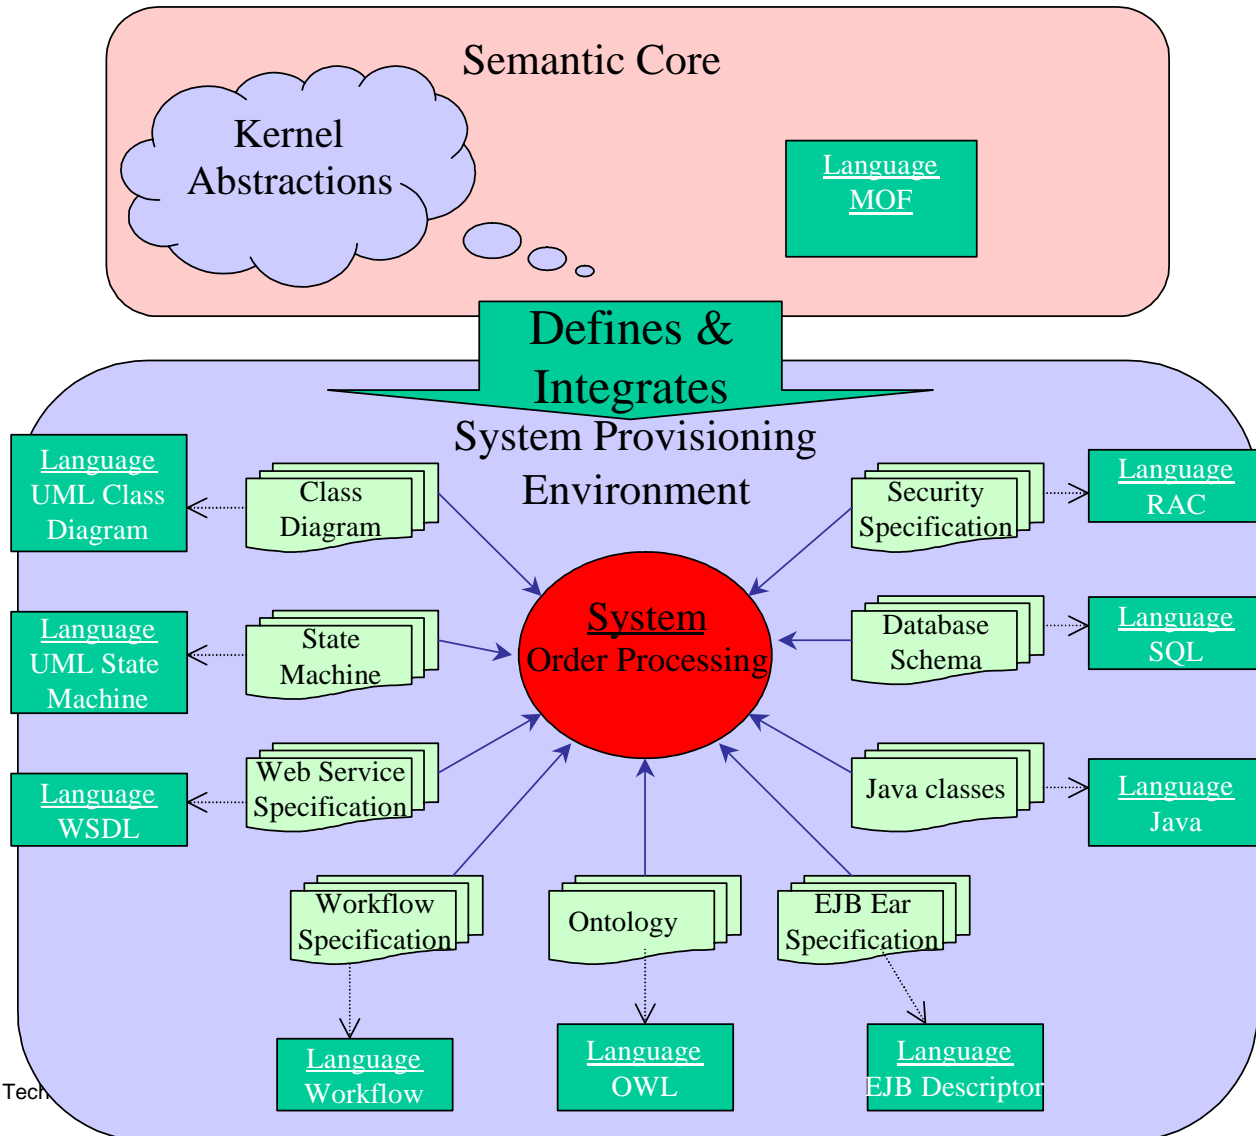 Semantic Core
Kernel
Abstractions
Language
MOF
Defines &
Integrates
System Provisioning
Environment
Language
UML Class
Diagram
Class
Diagram
Security
Specification
Language
RAC
Language
UML State
Machine
State
Machine
System
Order Processing
Database
Schema
Language
SQL
Language
WSDL
Web Service
Specification
Java classes
Language
Java
Workflow
Specification
Ontology
EJB Ear
Specification
Language
Workflow
Language
OWL
Language
EJB Descriptor
Tech